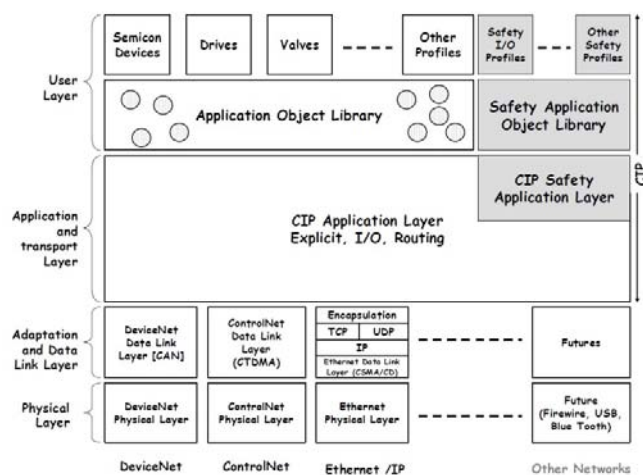 Semicon
Devices
Drives
Valves
Other
Profiles
Safety
I/O
Profiles
Other
Safety
Profiles
User
Layer
Application Object Library
Safety Application
Object Library
CIP
CIP Safety
Application Layer
Application
and
transport
Layer
CIP Application Layer
Explicit, I/O, Routing
Adaptation
and Data
Link Layer
DeviceNet
Data Link
Layer [CAN]
ControlNet
Data Link
Layer
(CTDMA)
Encapsulation
TCP UDP
IP
Ethernet Data Link
Layer (CSMA/CD)
Futures
Physical
Layer
DeviceNet
Physical Layer
ControlNet
Physical Layer
Ethernet
Physical Layer
Future
(Firewire, USB,
Blue Tooth)
DeviceNet
ControlNet
Ethernet /IP
Other Networks